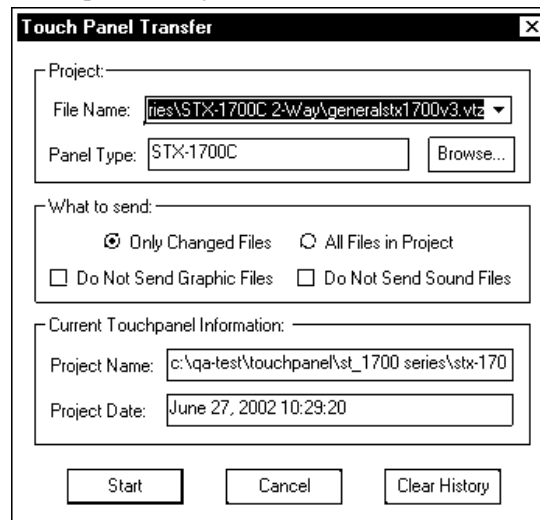 Touch Panel Transfer
Project:
File Name: ries\STX-1700C 2-Way\generalstx1700v3.vtz
Panel Type: STX-1700C Browse...
What to send:
Only Changed Files All Files in Project
Do Not Send Graphic Files Do Not Send Sound Files
Current Touchpanel Information:
Project Name: c:\qa-test\touchpanel\st_1700 series\stx-170
Project Date: June 27, 2002 10:29:20
Start Cancel Clear History